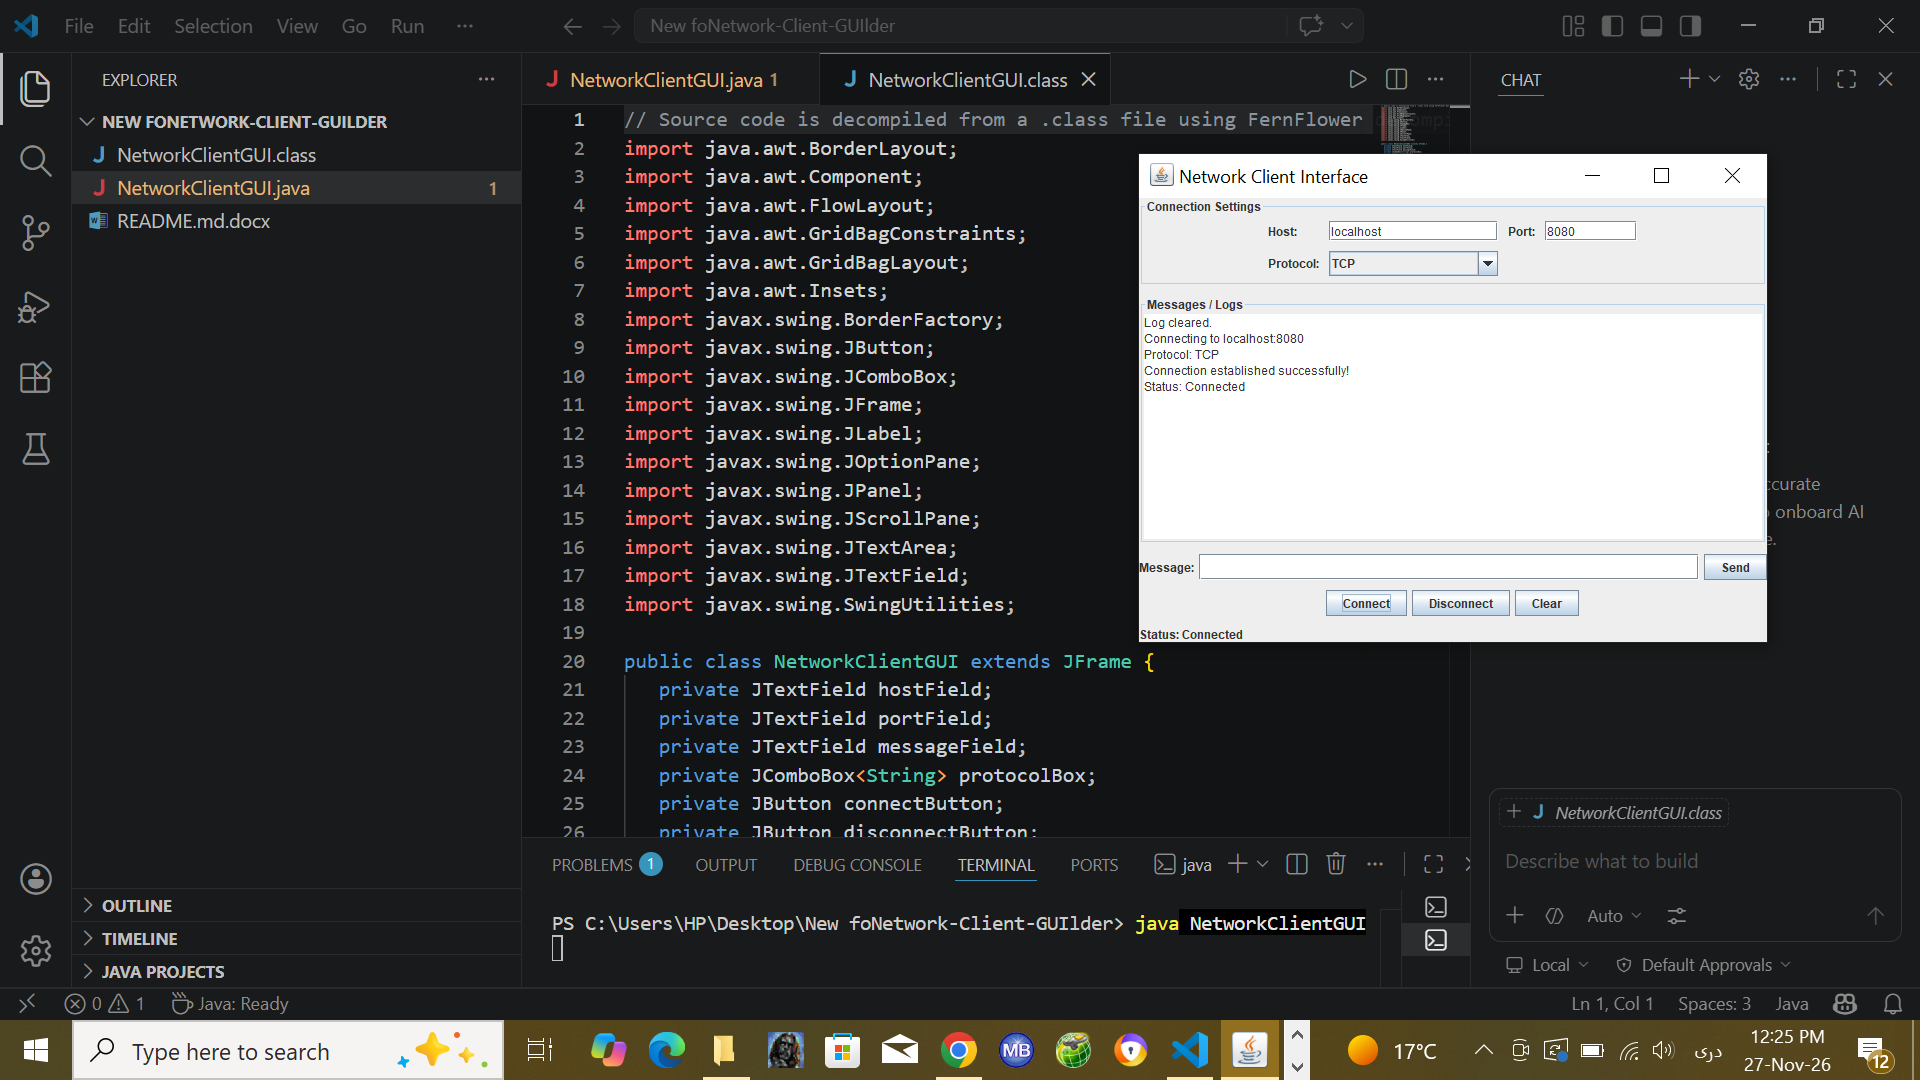 File Edit Selection View Go Run ···
New foNetwork-Client-GUIlder
EXPLORER
NEW FONETWORK-CLIENT-GUILDER
J NetworkClientGUI.class
J NetworkClientGUI.java 1
README.md.docx
OUTLINE
TIMELINE
JAVA PROJECTS
J NetworkClientGUI.java 1
J NetworkClientGUI.class
1 // Source code is decompiled from a .class file using FernFlower
2 import java.awt.BorderLayout;
3 import java.awt.Component;
4 import java.awt.FlowLayout;
5 import java.awt.GridBagConstraints;
6 import java.awt.GridBagLayout;
7 import java.awt.Insets;
8 import javax.swing.BorderFactory;
9 import javax.swing.JButton;
10 import javax.swing.JComboBox;
11 import javax.swing.JFrame;
12 import javax.swing.JLabel;
13 import javax.swing.JOptionPane;
14 import javax.swing.JPanel;
15 import javax.swing.JScrollPane;
16 import javax.swing.JTextArea;
17 import javax.swing.JTextField;
18 import javax.swing.SwingUtilities;
19
20 public class NetworkClientGUI extends JFrame {
21 private JTextField hostField;
22 private JTextField portField;
23 private JTextField messageField;
24 private JComboBox<String> protocolBox;
25 private JButton connectButton;
26 private JButton disconnectButton;
Network Client Interface
Connection Settings
Host: localhost Port: 8080
Protocol: TCP
Messages / Logs
Log cleared.
Connecting to localhost:8080
Protocol: TCP
Connection established successfully!
Status: Connected
Message: Send
Connect Disconnect Clear
Status: Connected
PROBLEMS 1 OUTPUT DEBUG CONSOLE TERMINAL PORTS java
PS C:\Users\HP\Desktop\New foNetwork-Client-GUIlder> java NetworkClientGUI
CHAT
onboard AI
J NetworkClientGUI.class
Describe what to build
Auto
Local Default Approvals
0 1 Java: Ready
Ln 1, Col 1 Spaces: 3 Java
Type here to search
MB
17°C
دری
12:25 PM
27-Nov-26
12